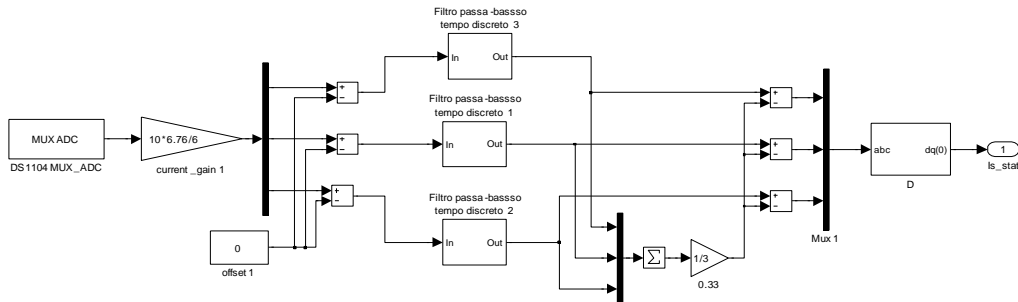 Filtro passa -bassso
tempo discreto 3
In Out
MUX ADC
DS1104 MUX_ADC
10*6.76/6
current _gain 1
+
−
+
−
+
−
0
offset 1
Filtro passa -bassso
tempo discreto 1
In Out
Filtro passa -bassso
tempo discreto 2
In Out
Σ
1/3
0.33
+
−
+
−
+
−
Mux 1
abc dq(0)
D
1
Is_stat